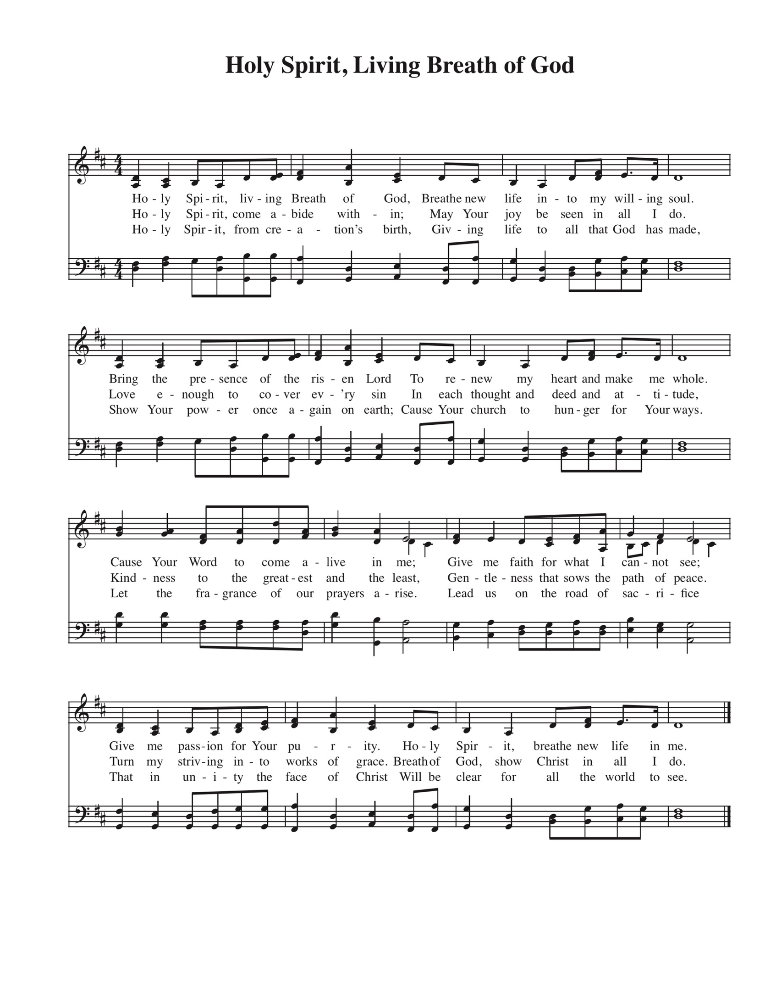 Holy Spirit, Living Breath of God
4
4
Ho - ly Spi - rit, liv - ing Breath of God, Breathe new life in - to my will - ing soul.
Ho - ly Spi - rit, come a - bide with - in; May Your joy be seen in all I do.
Ho - ly Spir - it, from cre - a - tion's birth, Giv - ing life to all that God has made,
4
4
Bring the pre - sence of the ris - en Lord To re - new my heart and make me whole.
Love e - nough to co - ver ev - 'ry sin In each thought and deed and at - ti - tude,
Show Your pow - er once a - gain on earth; Cause Your church to hun - ger for Your ways.
Cause Your Word to come a - live in me; Give me faith for what I can - not see;
Kind - ness to the great - est and the least, Gen - tle - ness that sows the path of peace.
Let the fra - grance of our prayers a - rise. Lead us on the road of sac - ri - fice
Give me pass - ion for Your pu - r - ity. Ho - ly Spir - it, breathe new life in me.
Turn my striv - ing in - to works of grace. Breath of God, show Christ in all I do.
That in un - i - ty the face of Christ Will be clear for all the world to see.